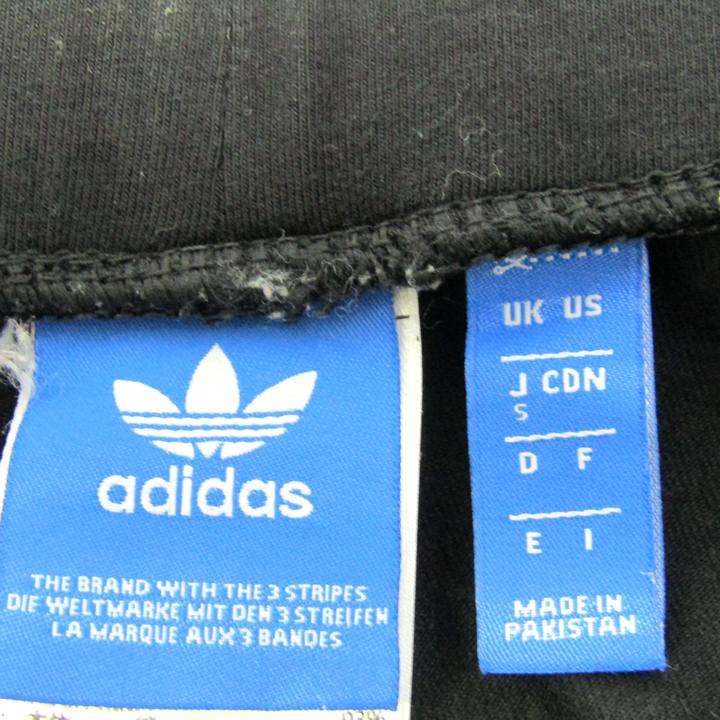 adidas
THE BRAND WITH THE 3 STRIPES
DIE WELTMARKE MIT DEN 3 STREIFEN
LA MARQUE AUX 3 BANDES
UK US
J CDN
S
D F
E I
MADE IN
PAKISTAN